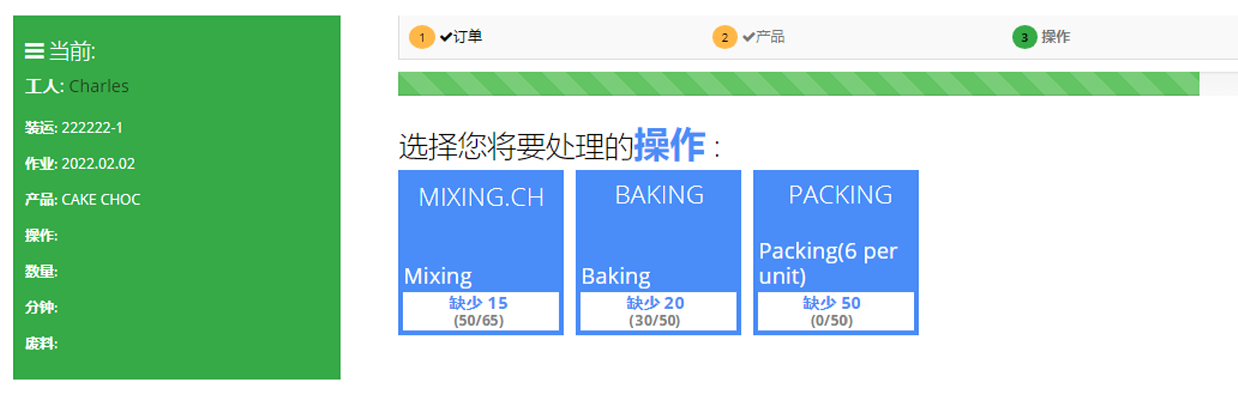 当前:
工人: Charles
装运: 222222-1
作业: 2022.02.02
产品: CAKE CHOC
操作:
数量:
分钟:
废料:
1 订单
2 产品
3 操作
选择您将要处理的操作 :
MIXING.CH
Mixing
缺少 15
(50/65)
BAKING
Baking
缺少 20
(30/50)
PACKING
Packing(6 per
unit)
缺少 50
(0/50)